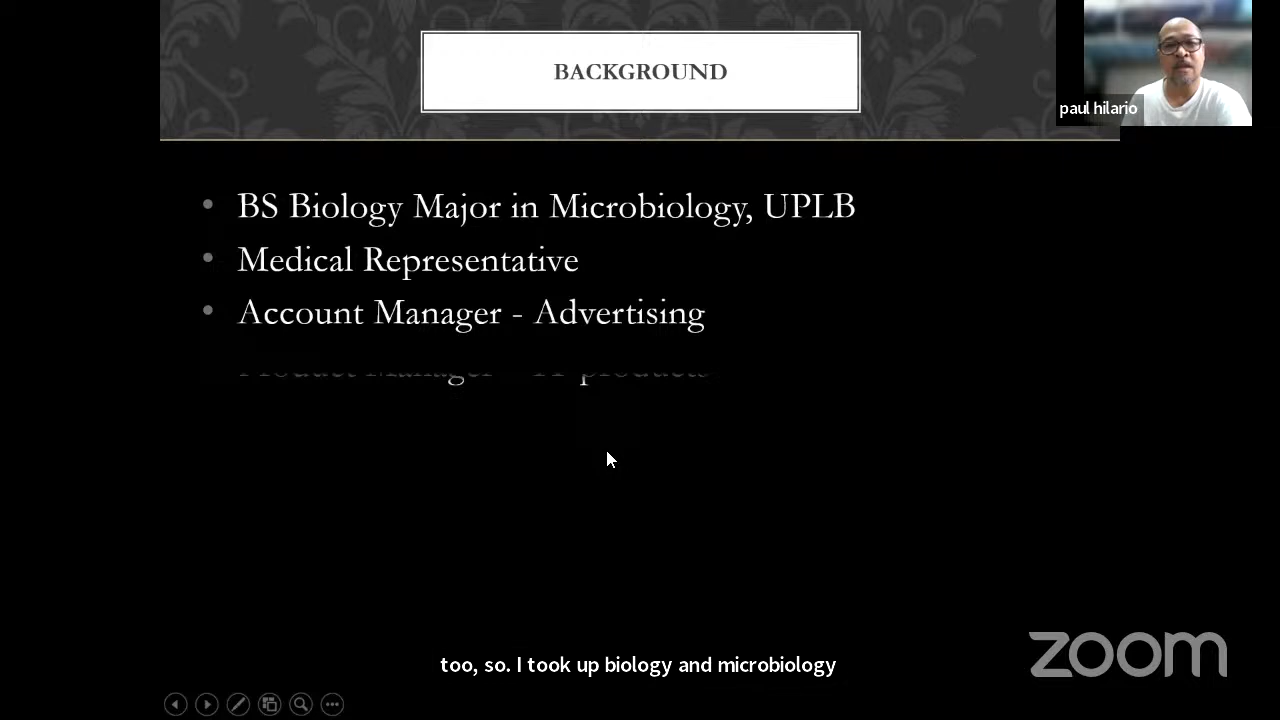 BACKGROUND
paul hilario
• BS Biology Major in Microbiology, UPLB
• Medical Representative
• Account Manager - Advertising
too, so. I took up biology and microbiology
zoom